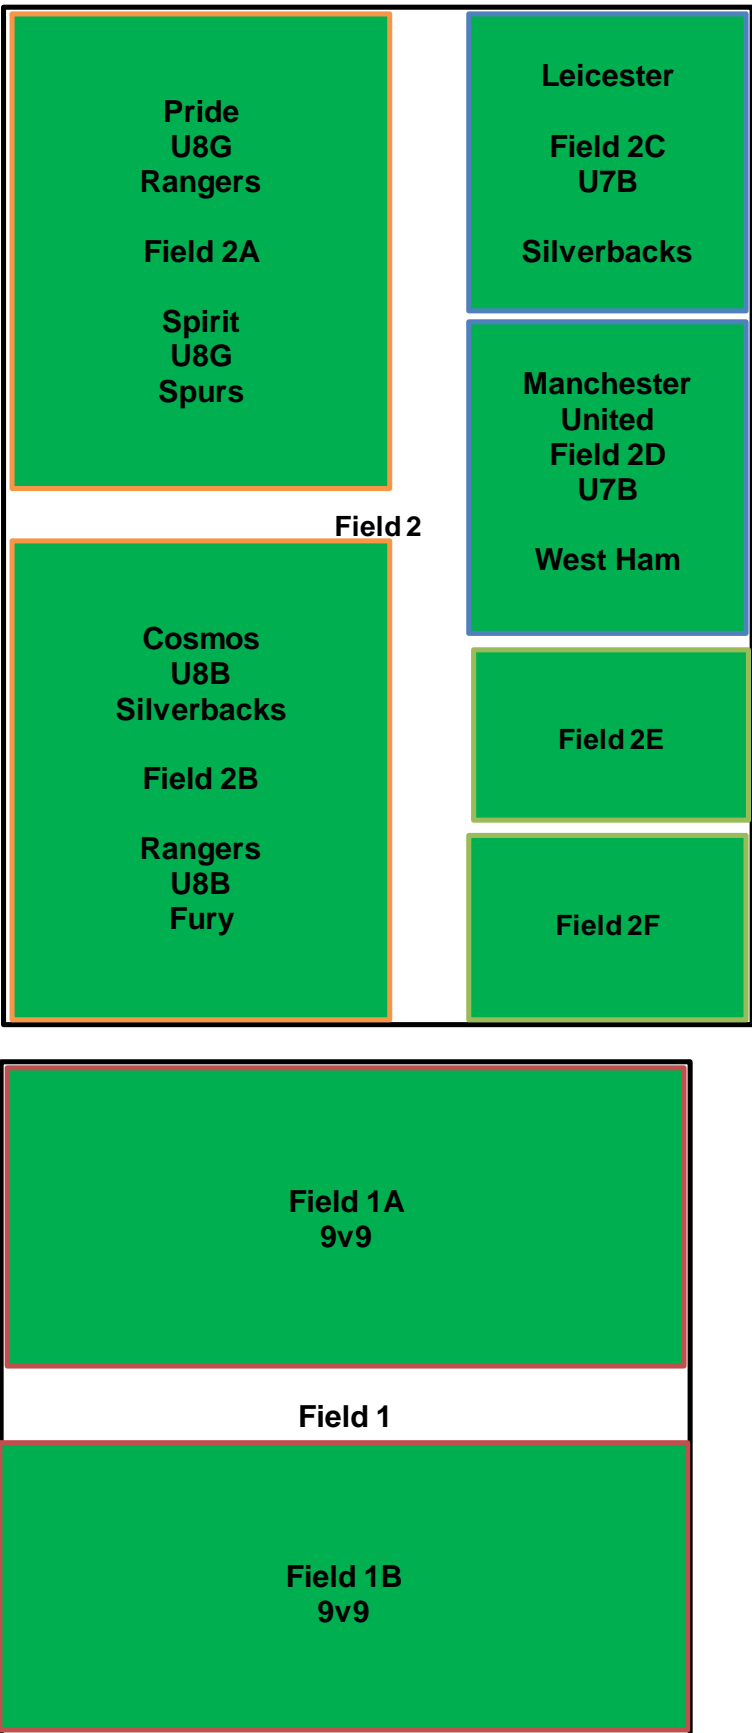 Pride
U8G
Rangers
Field 2A
Spirit
U8G
Spurs
Leicester
Field 2C
U7B
Silverbacks
Manchester
United
Field 2D
U7B
West Ham
Field 2
Cosmos
U8B
Silverbacks
Field 2B
Rangers
U8B
Fury
Field 2E
Field 2F
Field 1A
9v9
Field 1
Field 1B
9v9